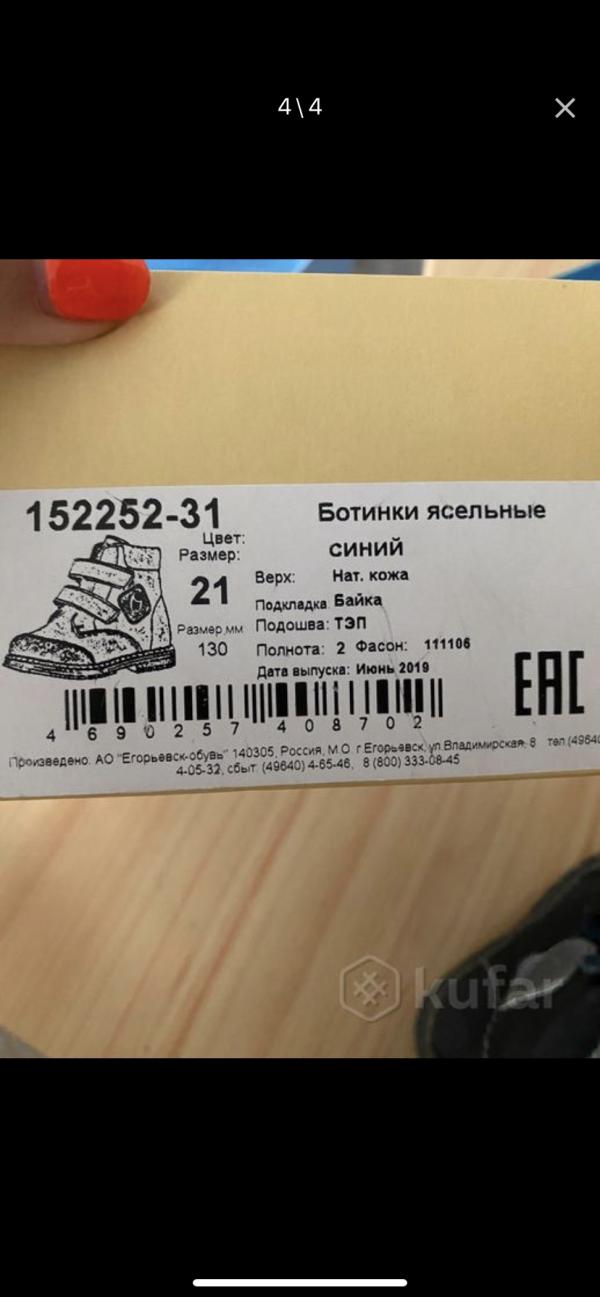 4\4
152252-31
Ботинки ясельные
Цвет:
синий
Размер:
21
Верх: Нат. кожа
Подкладка: Байка
Размер,мм
130
Подошва: ТЭП
Полнота: 2 Фасон: 111106
Дата выпуска: Июнь 2019
EAC
4 690257 408702
Произведено: АО "Егорьевск-обувь" 140305, Россия, М.О. г.Егорьевск, ул.Владимирская, 8 тел (49640)
4-05-32, сбыт: (49640) 4-65-46, 8 (800) 333-08-45
kufar